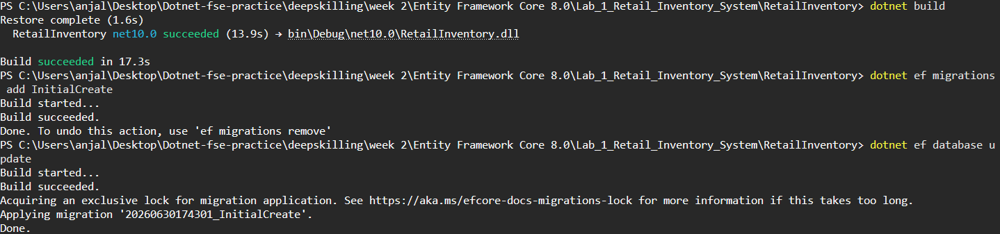 PS C:\Users\anjal\Desktop\Dotnet-fse-practice\deepskilling\week 2\Entity Framework Core 8.0\Lab_1_Retail_Inventory_System\RetailInventory> dotnet build
Restore complete (1.6s)
  RetailInventory net10.0 succeeded (13.9s) → bin\Debug\net10.0\RetailInventory.dll

Build succeeded in 17.3s
PS C:\Users\anjal\Desktop\Dotnet-fse-practice\deepskilling\week 2\Entity Framework Core 8.0\Lab_1_Retail_Inventory_System\RetailInventory> dotnet ef migrations
 add InitialCreate
Build started...
Build succeeded.
Done. To undo this action, use 'ef migrations remove'
PS C:\Users\anjal\Desktop\Dotnet-fse-practice\deepskilling\week 2\Entity Framework Core 8.0\Lab_1_Retail_Inventory_System\RetailInventory> dotnet ef database u
pdate
Build started...
Build succeeded.
Acquiring an exclusive lock for migration application. See https://aka.ms/efcore-docs-migrations-lock for more information if this takes too long.
Applying migration '20260630174301_InitialCreate'.
Done.